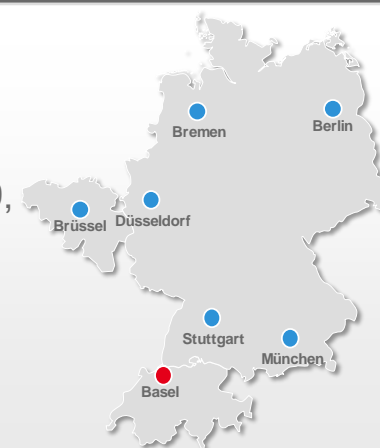 Bremen
Berlin
),
Brüssel
Düsseldorf
Stuttgart
München
Basel